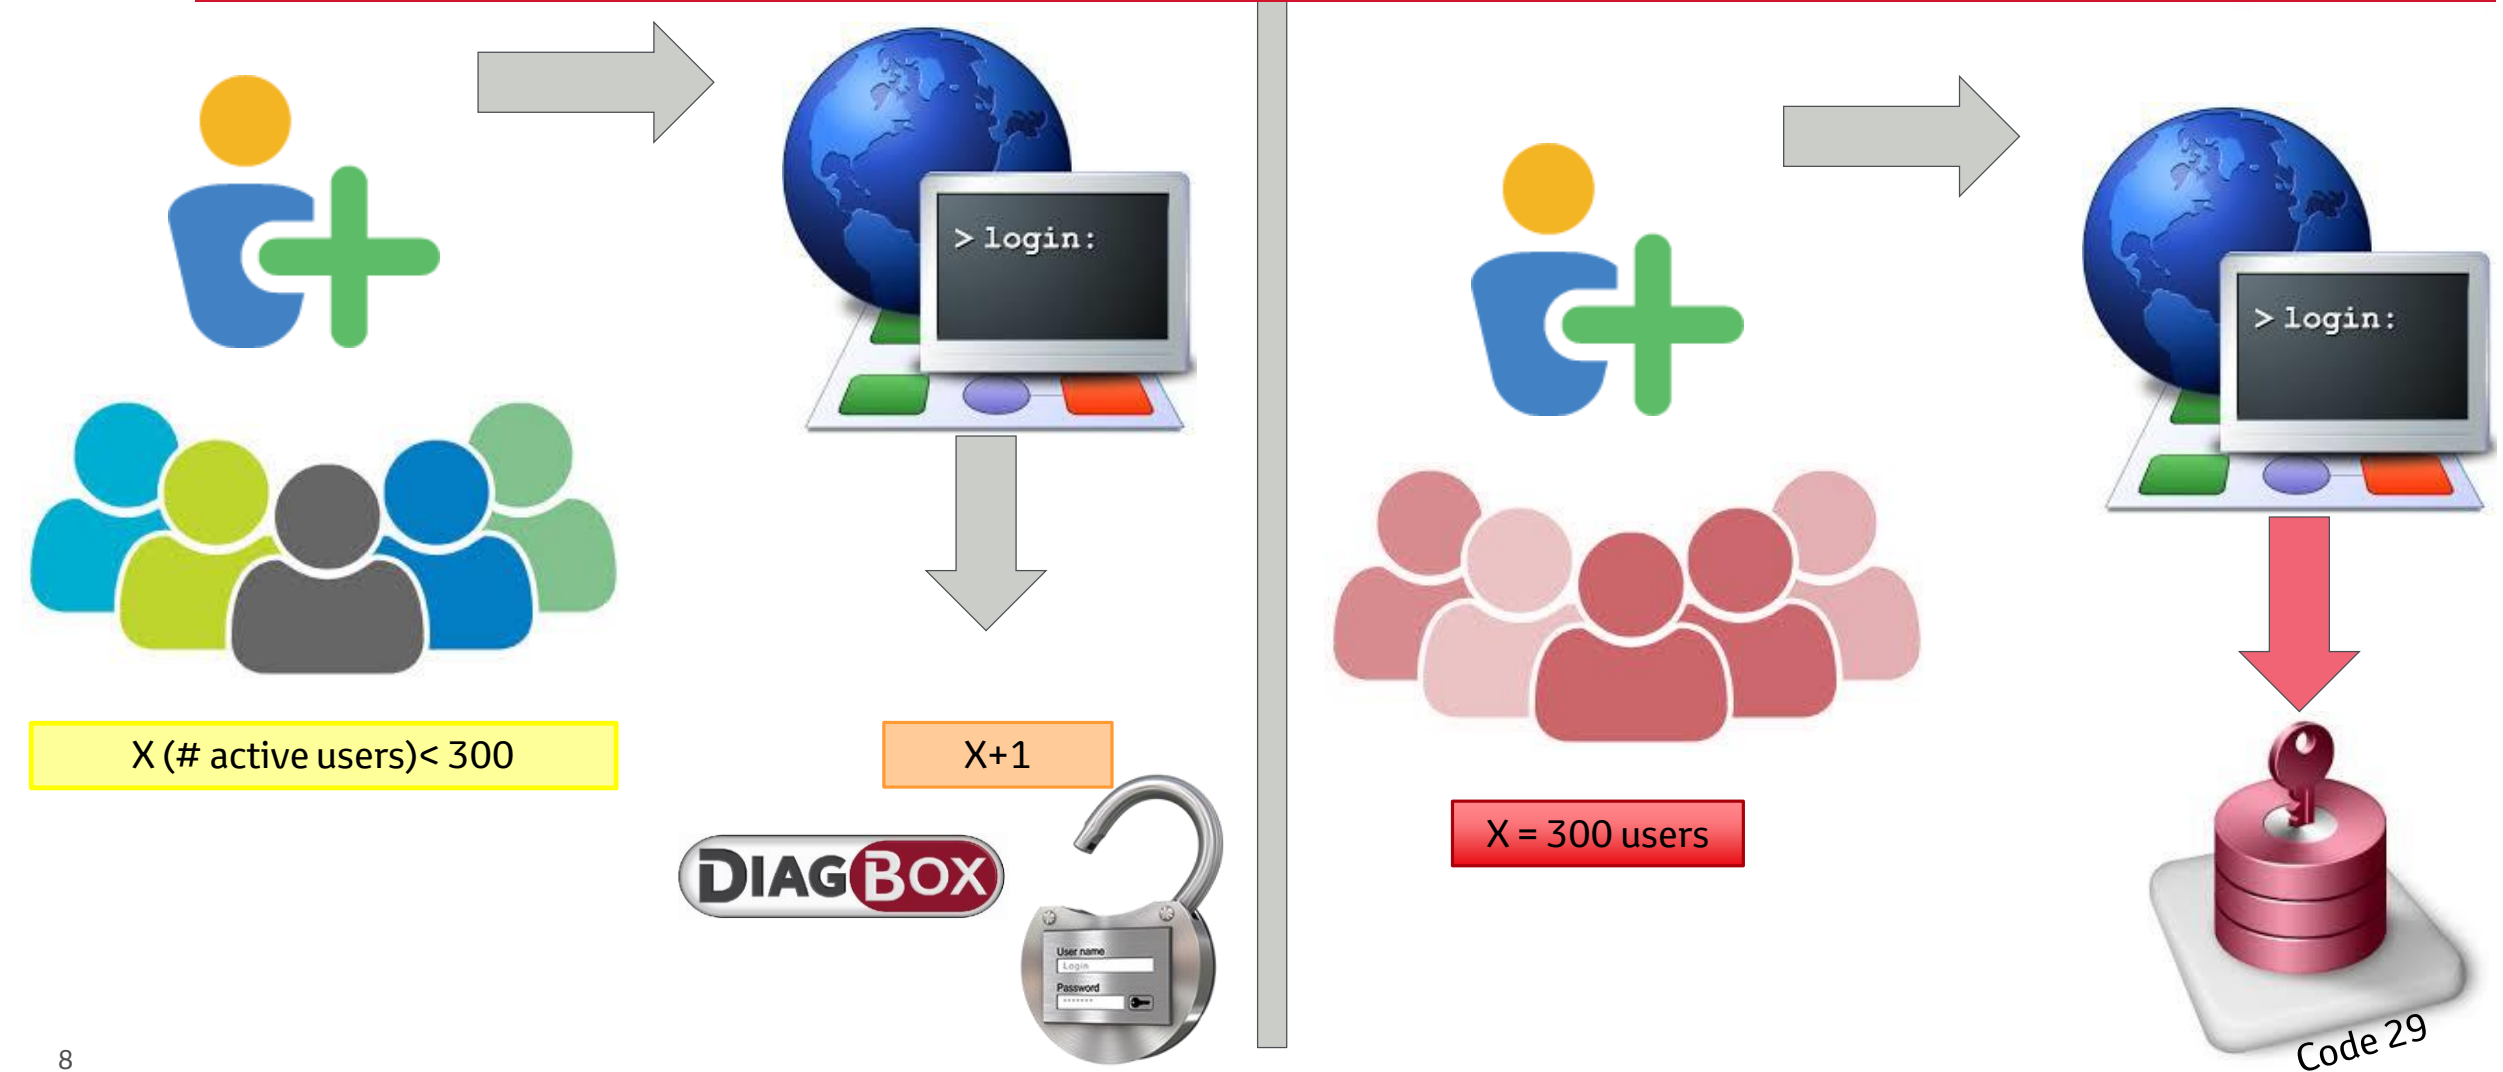 > login:
X (# active users)< 300
X+1
DIAGBOX
User name
Login
Password
*******
> login:
X = 300 users
Code 29
8